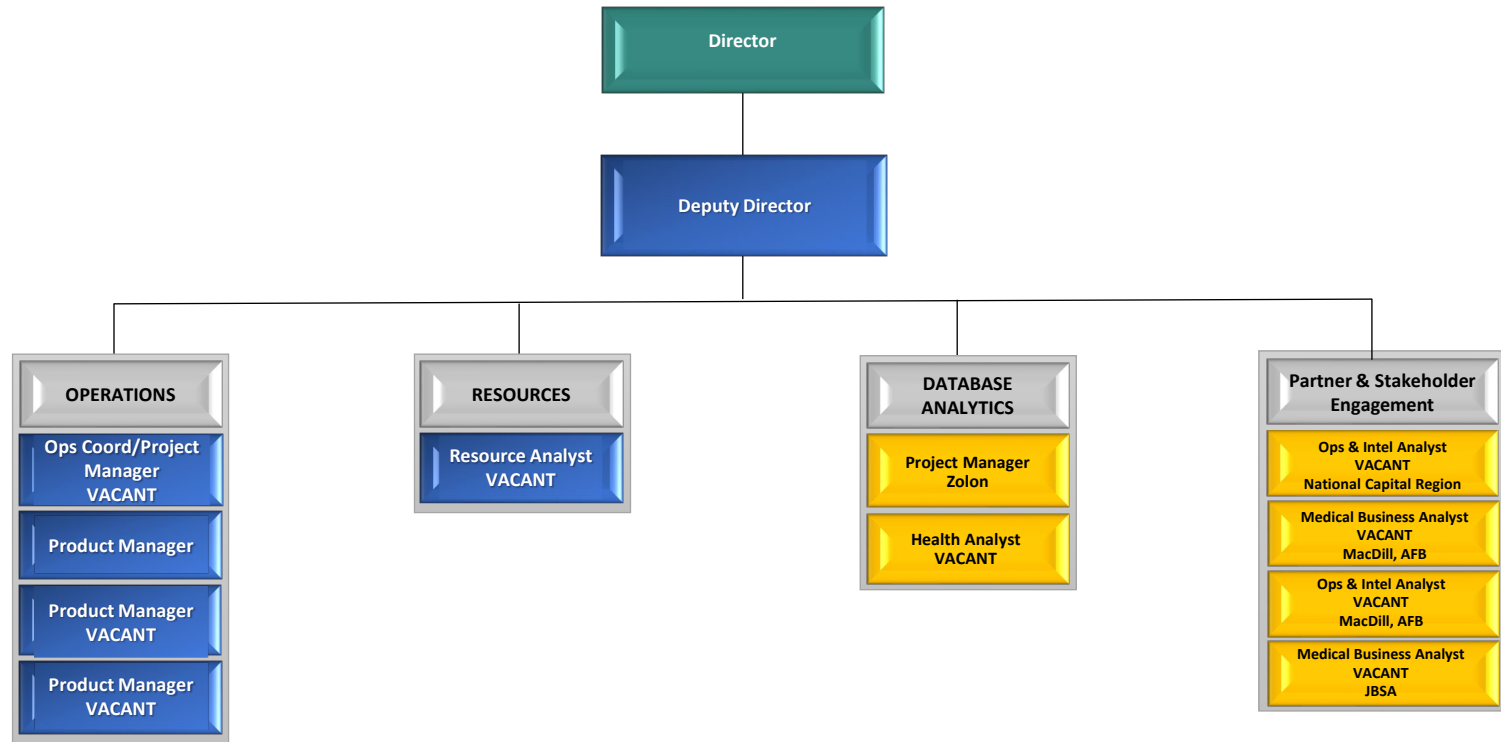 Director
Deputy Director
OPERATIONS
Ops Coord/Project
Manager
VACANT
Product Manager
Product Manager
VACANT
Product Manager
VACANT
RESOURCES
Resource Analyst
VACANT
DATABASE
ANALYTICS
Project Manager
Zolon
Health Analyst
VACANT
Partner & Stakeholder
Engagement
Ops & Intel Analyst
VACANT
National Capital Region
Medical Business Analyst
VACANT
MacDill, AFB
Ops & Intel Analyst
VACANT
MacDill, AFB
Medical Business Analyst
VACANT
JBSA